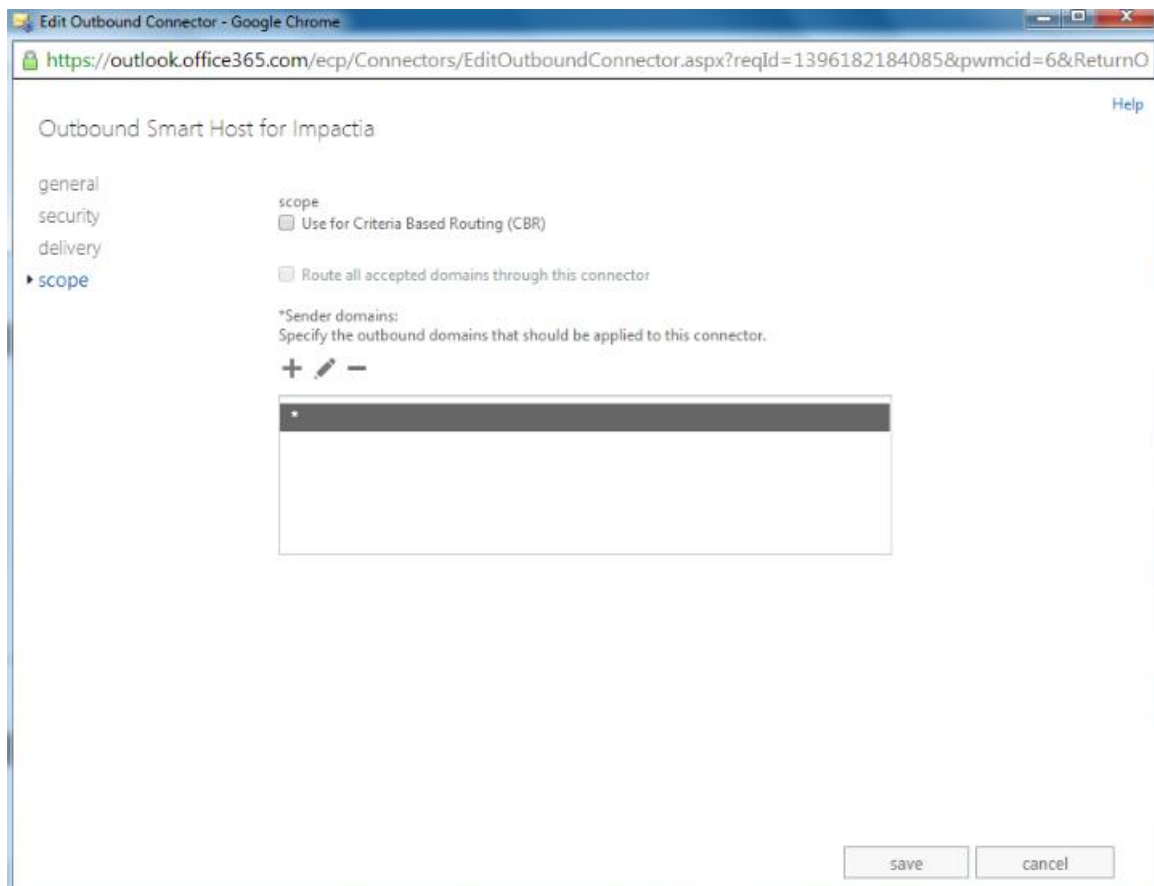 Edit Outbound Connector - Google Chrome
https://outlook.office365.com/ecp/Connectors/EditOutboundConnector.aspx?reqId=1396182184085&pwmcid=6&ReturnO
Help
Outbound Smart Host for Impactia
general
security
delivery
scope
scope
Use for Criteria Based Routing (CBR)
Route all accepted domains through this connector
*Sender domains:
Specify the outbound domains that should be applied to this connector.
*
save cancel